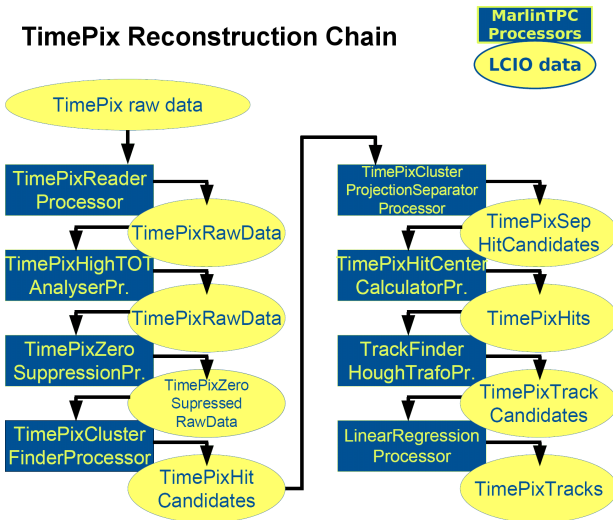 TimePix Reconstruction Chain
MarlinTPC
Processors
LCIO data
TimePix raw data
TimePixReader
Processor
TimePixRawData
TimePixHighTOT
AnalyserPr.
TimePixRawData
TimePixZero
SuppressionPr.
TimePixZero
Supressed
RawData
TimePixCluster
FinderProcessor
TimePixHit
Candidates
TimePixCluster
ProjectionSeparator
Processor
TimePixSep
HitCandidates
TimePixHitCenter
CalculatorPr.
TimePixHits
TrackFinder
HoughTrafoPr.
TimePixTrack
Candidates
LinearRegression
Processor
TimePixTracks